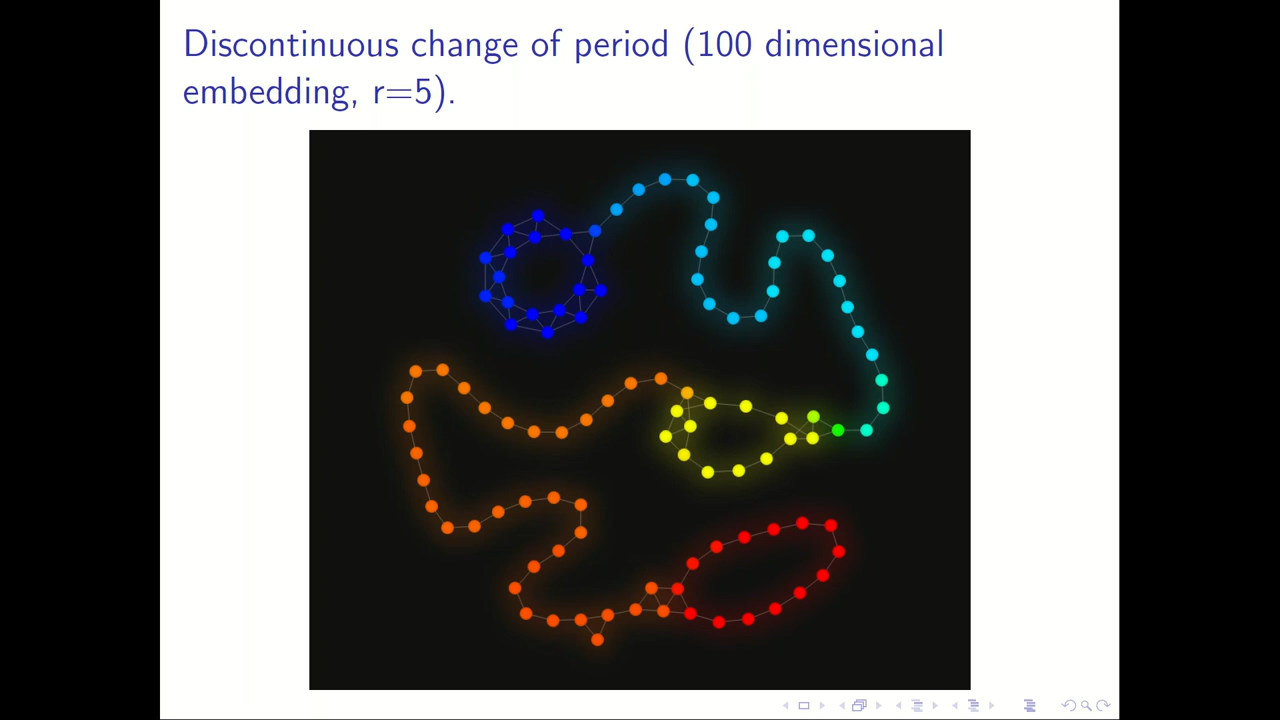 Discontinuous change of period (100 dimensional
embedding, r=5).